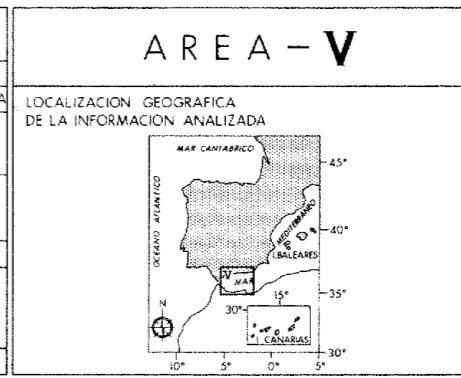 AREA-V
A
LOCALIZACION GEOGRAFICA
DE LA INFORMACION ANALIZADA
MAR CANTABRICO
45°
OCEANO ATLANTICO
MEDITERRANEO
40°
I.BALEARES
V
MAR
35°
30°
15°
N
I. CANARIAS
30°
10°
5°
0°
5°